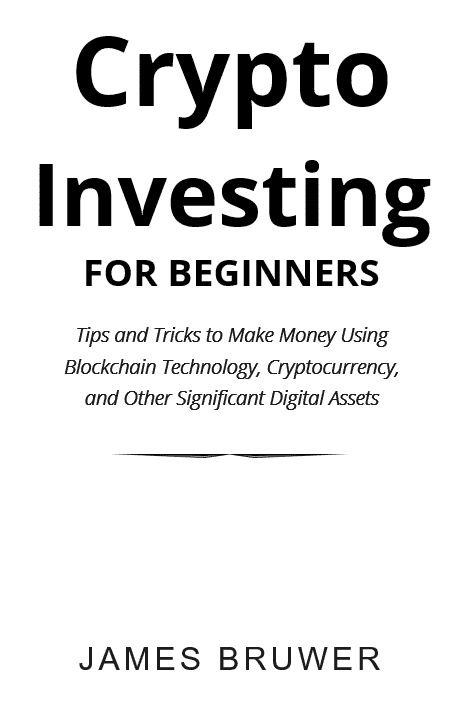 Crypto
Investing
FOR BEGINNERS
Tips and Tricks to Make Money Using
Blockchain Technology, Cryptocurrency,
and Other Significant Digital Assets
JAMES BRUWER